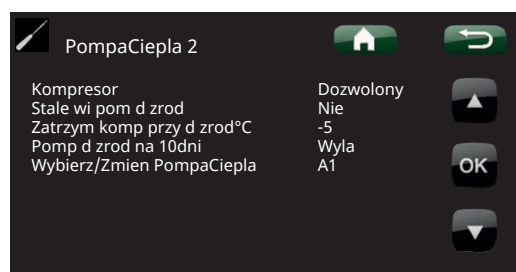 PompaCiepla 2
Kompresor Dozwolony
Stale wi pom d zrod Nie
Zatrzym komp przy d zrod°C -5
Pomp d zrod na 10dni Wyla
Wybierz/Zmien PompaCiepla A1
OK